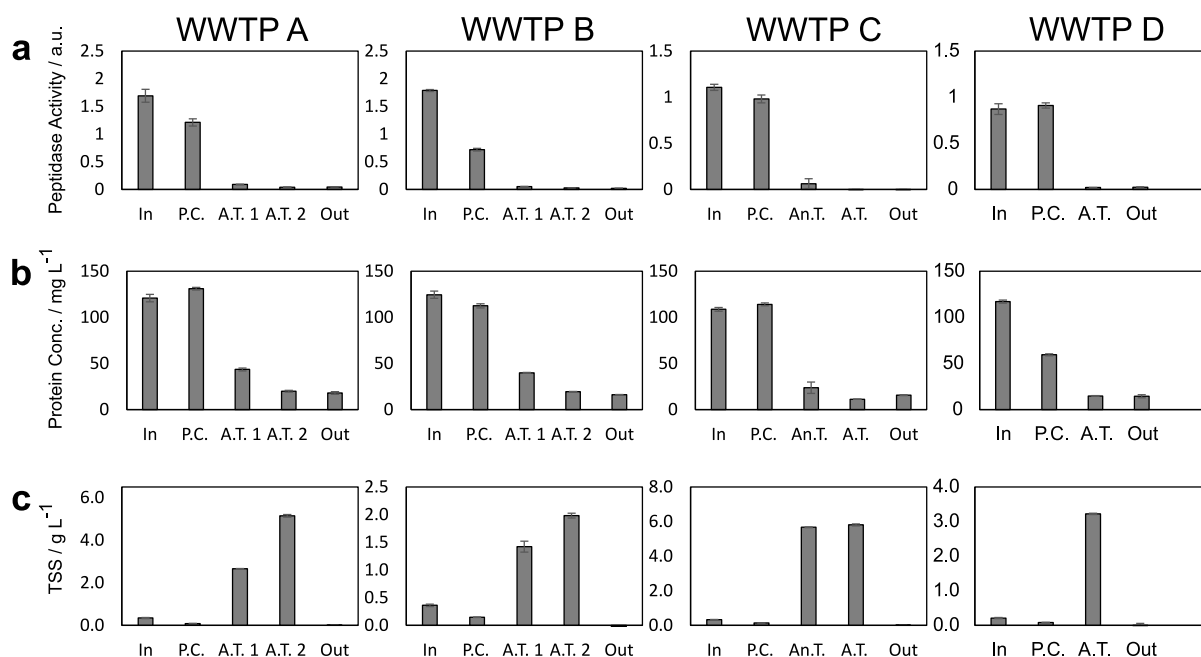 WWTP A WWTP B WWTP C WWTP D
a
Peptidase Activity / a.u.
2.5
2
1.5
1
0.5
0
In P.C. A.T. 1 A.T. 2 Out
2.5
2
1.5
1
0.5
0
In P.C. A.T. 1 A.T. 2 Out
1.5
1
0.5
0
In P.C. An.T. A.T. Out
1.5
1
0.5
0
In P.C. A.T. Out
b
Protein Conc. / mg L⁻¹
150
100
50
0
In P.C. A.T. 1 A.T. 2 Out
150
100
50
0
In P.C. A.T. 1 A.T. 2 Out
150
100
50
0
In P.C. An.T. A.T. Out
150
100
50
0
In P.C. A.T. Out
c
TSS / g L⁻¹
6.0
4.0
2.0
0.0
In P.C. A.T. 1 A.T. 2 Out
2.5
2.0
1.5
1.0
0.5
0.0
In P.C. A.T. 1 A.T. 2 Out
8.0
6.0
4.0
2.0
0.0
In P.C. An.T. A.T. Out
4.0
3.0
2.0
1.0
0.0
In P.C. A.T. Out